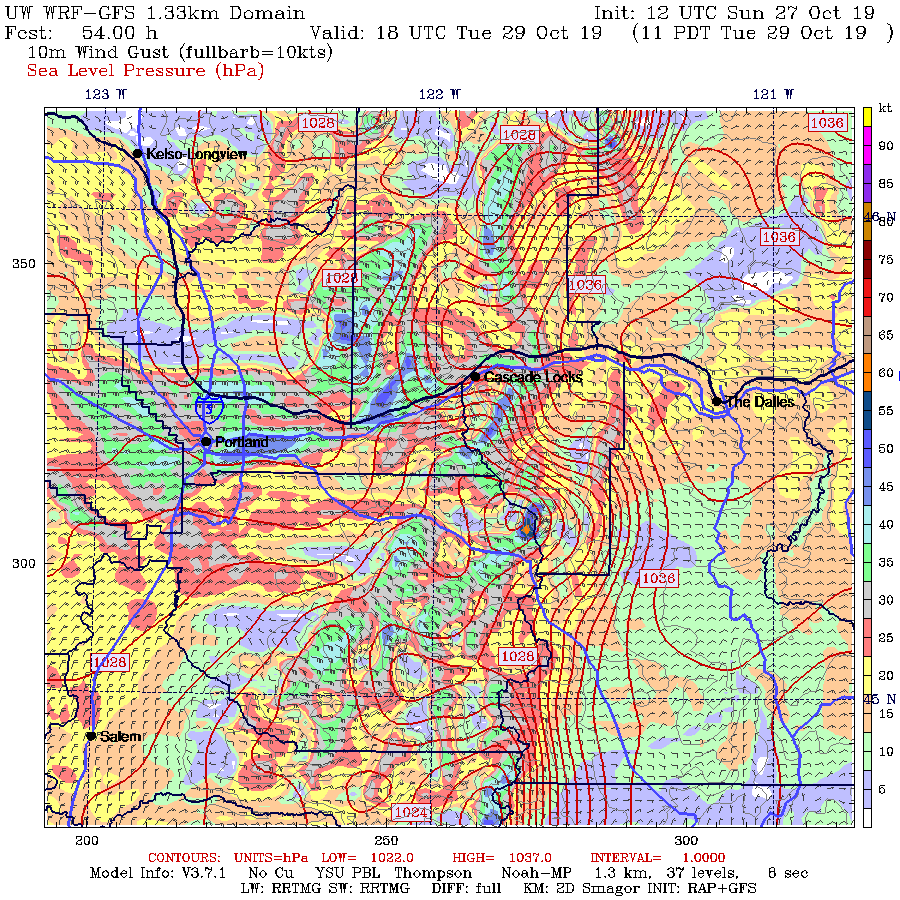 UW WRF-GFS 1.33km Domain Init: 12 UTC Sun 27 Oct 19
Fcst: 54.00 h Valid: 18 UTC Tue 29 Oct 19 (11 PDT Tue 29 Oct 19 )
10m Wind Gust (fullbarb=10kts)
Sea Level Pressure (hPa)
123 W 122 W 121 W
kt
1028 1028 1036
90
Kelso-Longview
85
46 N
80
1036
75
350
1028 1036
70
65
60
Cascade Locks
The Dalles
5
55
Portland
50
45
40
300
35
1036
30
25
1028 1028
20
45 N
15
Salem
10
5
1024
200 250 300
CONTOURS: UNITS=hPa LOW= 1022.0 HIGH= 1037.0 INTERVAL= 1.0000
Model Info: V3.7.1 No Cu YSU PBL Thompson Noah-MP 1.3 km, 37 levels, 8 sec
LW: RRTMG SW: RRTMG DIFF: full KM: 2D Smagor INIT: RAP+GFS